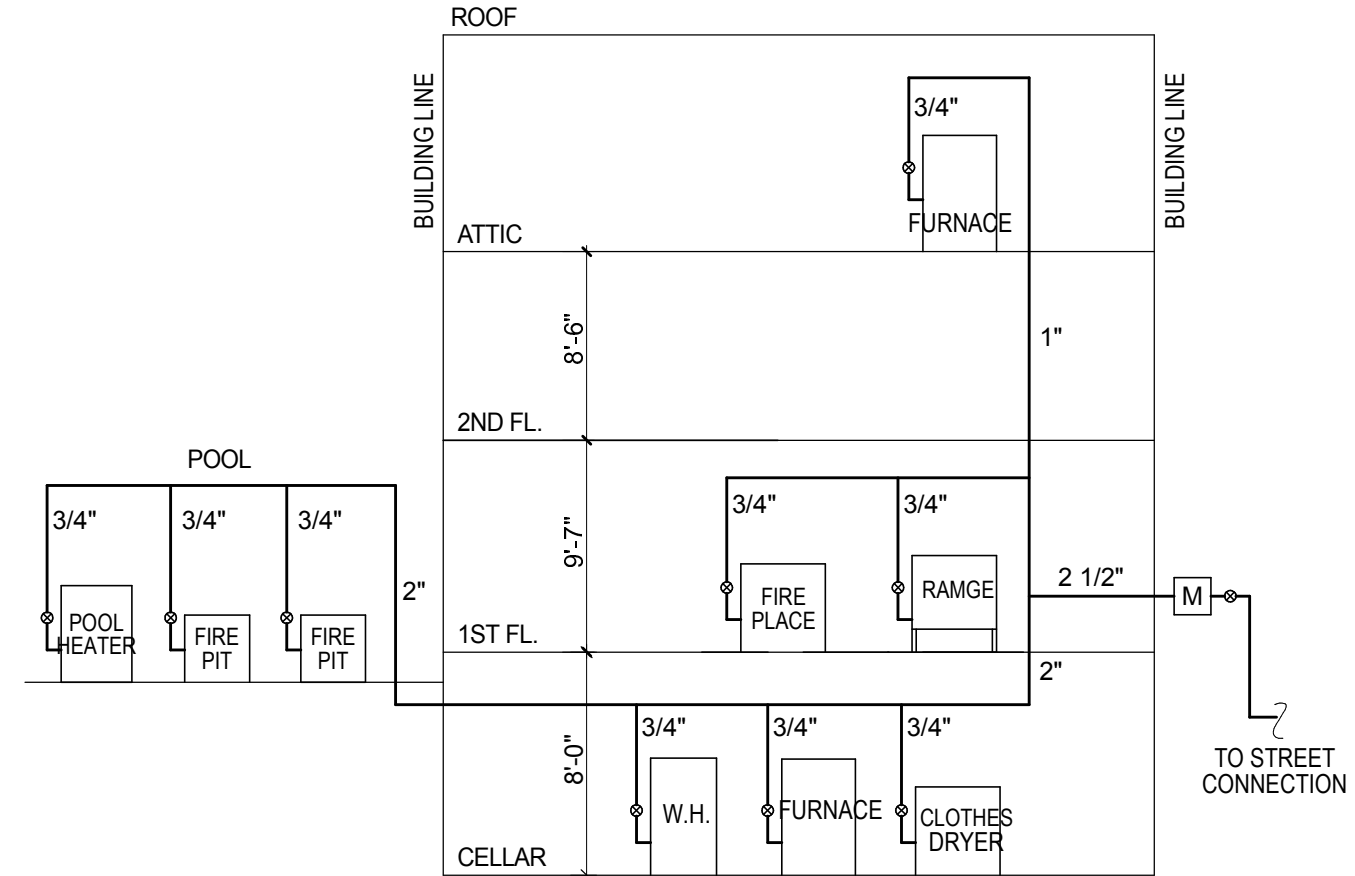 ROOF
BUILDING LINE
BUILDING LINE
3/4"
FURNACE
ATTIC
8'-6"
1"
2ND FL.
POOL
3/4"
3/4"
3/4"
2"
9'-7"
3/4"
3/4"
2 1/2"
M
POOL
HEATER
FIRE
PIT
FIRE
PIT
FIRE
PLACE
RAMGE
1ST FL.
2"
3/4"
3/4"
3/4"
8'-0"
W.H.
FURNACE
CLOTHES
DRYER
TO STREET
CONNECTION
CELLAR